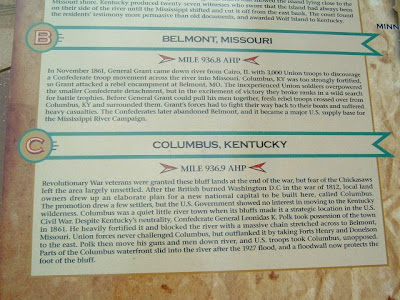 Missouri shore, Kentucky produced twenty-seven witnesses who swore that the island had always been
on their side of the river until the Mississippi shifted and cut it off from the east bank. The court found
the residents' testimony more persuasive than old documents, and awarded Wolf Island to Kentucky.
MINN
B
BELMONT, MISSOURI
MILE 936.8 AHP
In November 1861, General Grant came down river from Cairo, IL with 3,000 Union troops to discourage
a Confederate troop movement across the river into Missouri. Columbus, KY was too strongly fortified,
so Grant attacked a rebel encampment at Belmont, MO. The inexperienced Union soldiers overpowered
the smaller Confederate detachment, but in the excitement of victory they broke ranks in a wild search
for battle trophies. Before General Grant could pull his men together, fresh rebel troops crossed over from
Columbus, KY and surrounded them. Grant's forces had to fight their way back to their boats and suffered
heavy casualties. The Confederates later abandoned Belmont, and it became a major U.S. supply base for
the Mississippi River Campaign.
C
COLUMBUS, KENTUCKY
MILE 936.9 AHP
Revolutionary War veterans were granted these bluff lands at the end of the war, but fear of the Chickasaws
left the area largely unsettled. After the British burned Washington D.C. in the war of 1812, local land
owners drew up an elaborate plan for a new national capital to be built here, called Columbus.
The promotion drew a few settlers, but the U.S. Government showed no interest in moving to the Kentucky
wilderness. Columbus was a quiet little river town when its bluffs made it a strategic location in the U.S.
Civil War. Despite Kentucky's neutrality, Confederate General Leonidas K. Polk took possession of the town
in 1861. He heavily fortified it and blocked the river with a massive chain stretched across to Belmont,
Missouri. Union forces never challenged Columbus, but outflanked it by taking Forts Henry and Donelson
to the east. Polk then move his guns and men down river, and U.S. troops took Columbus, unopposed.
Parts of the Columbus waterfront slid into the river after the 1927 flood, and a floodwall now protects the
foot of the bluff.